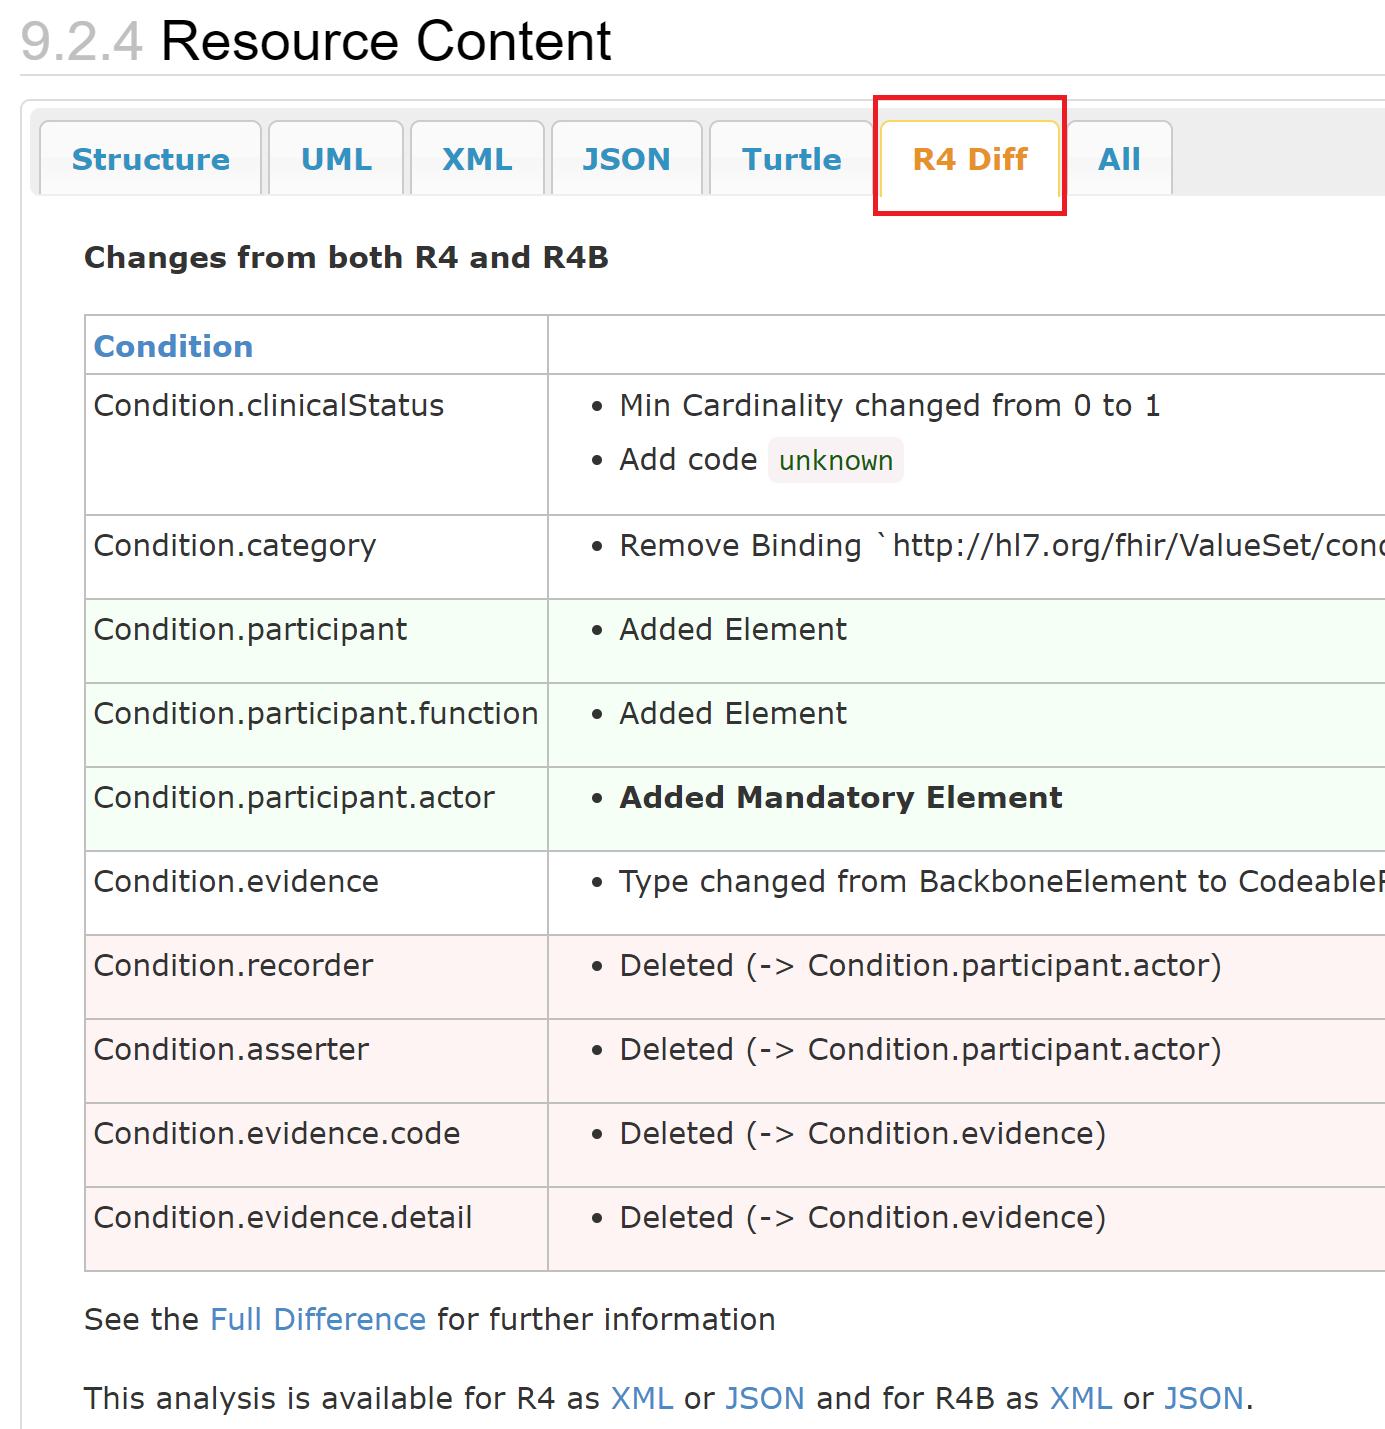 9.2.4 Resource Content
Structure UML XML JSON Turtle R4 Diff All
Changes from both R4 and R4B
Condition
Condition.clinicalStatus • Min Cardinality changed from 0 to 1
• Add code unknown
Condition.category • Remove Binding `http://hl7.org/fhir/ValueSet/cond
Condition.participant • Added Element
Condition.participant.function • Added Element
Condition.participant.actor • Added Mandatory Element
Condition.evidence • Type changed from BackboneElement to CodeableR
Condition.recorder • Deleted (-> Condition.participant.actor)
Condition.asserter • Deleted (-> Condition.participant.actor)
Condition.evidence.code • Deleted (-> Condition.evidence)
Condition.evidence.detail • Deleted (-> Condition.evidence)
See the Full Difference for further information
This analysis is available for R4 as XML or JSON and for R4B as XML or JSON.